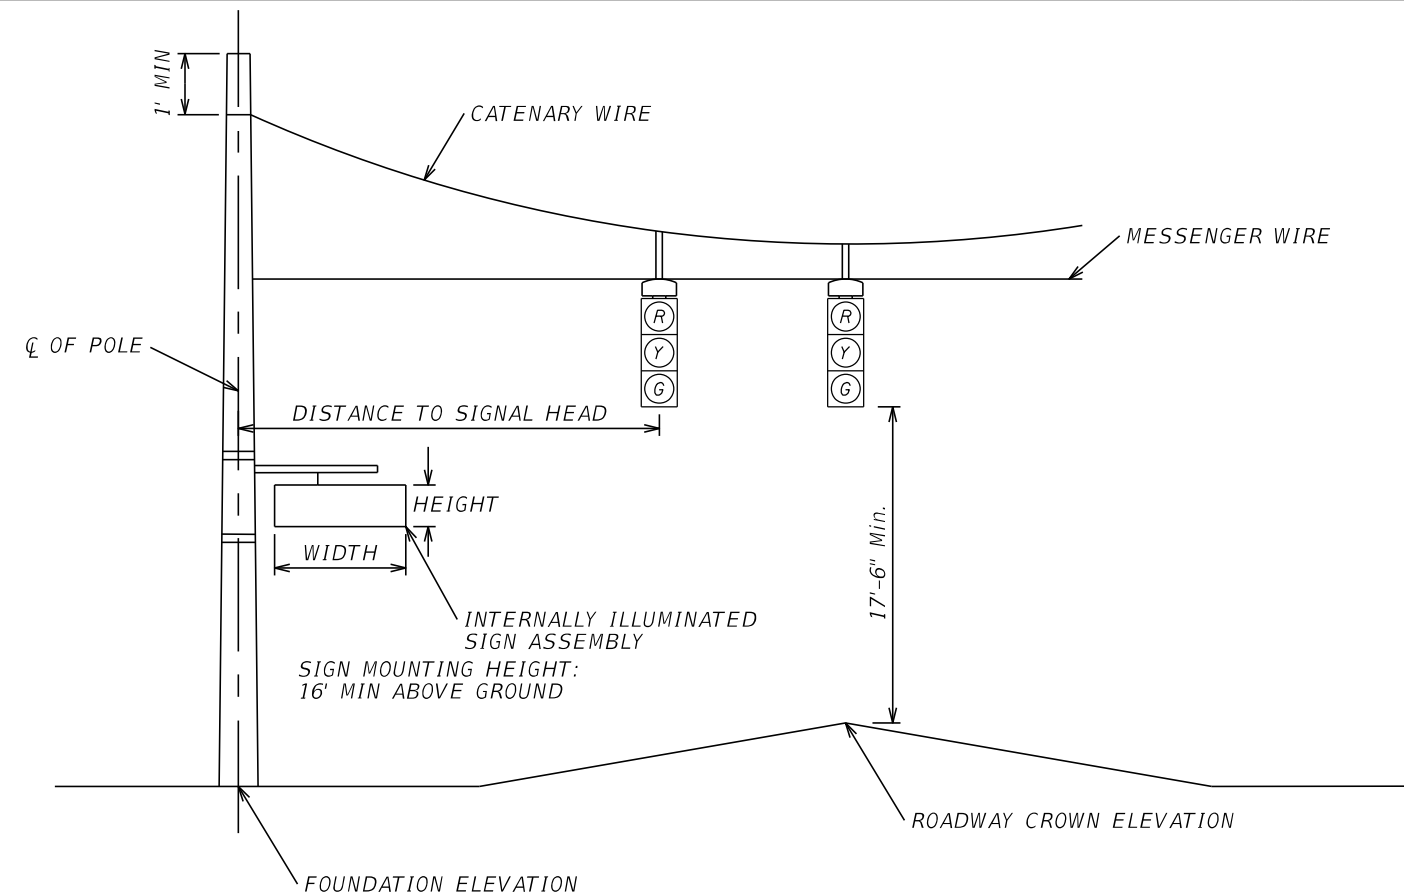 1' MIN
CATENARY WIRE
MESSENGER WIRE
R
R
Y
Y
G
G
℄ OF POLE
DISTANCE TO SIGNAL HEAD
HEIGHT
WIDTH
17'-6" Min.
INTERNALLY ILLUMINATED
SIGN ASSEMBLY
SIGN MOUNTING HEIGHT:
16' MIN ABOVE GROUND
ROADWAY CROWN ELEVATION
FOUNDATION ELEVATION